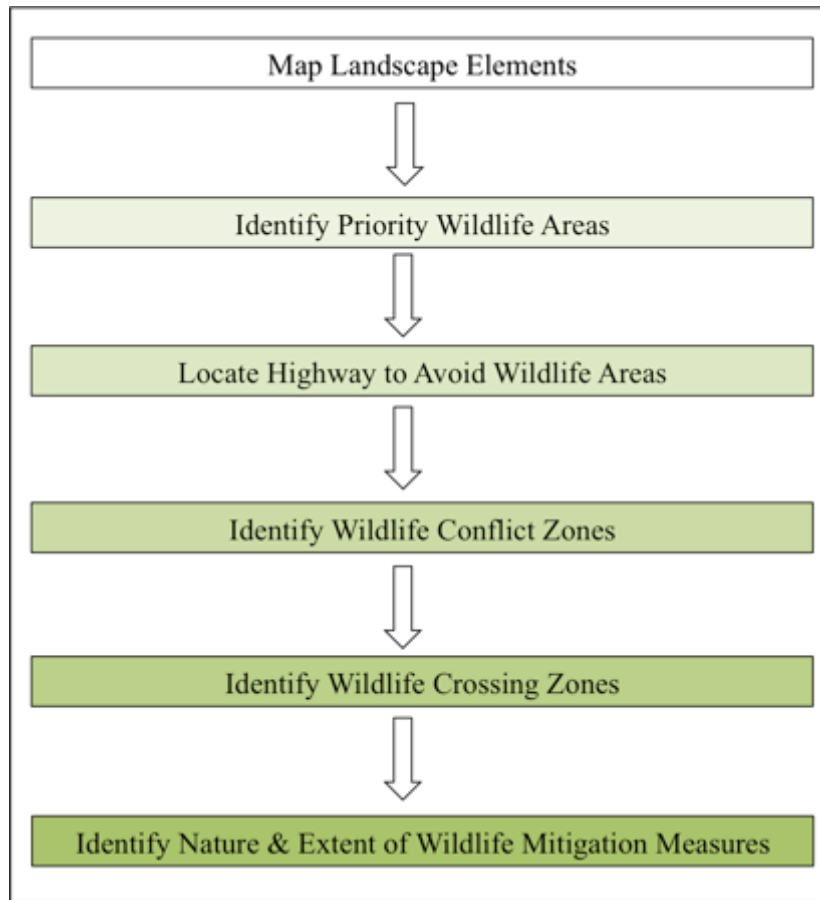 Map Landscape Elements
Identify Priority Wildlife Areas
Locate Highway to Avoid Wildlife Areas
Identify Wildlife Conflict Zones
Identify Wildlife Crossing Zones
Identify Nature & Extent of Wildlife Mitigation Measures